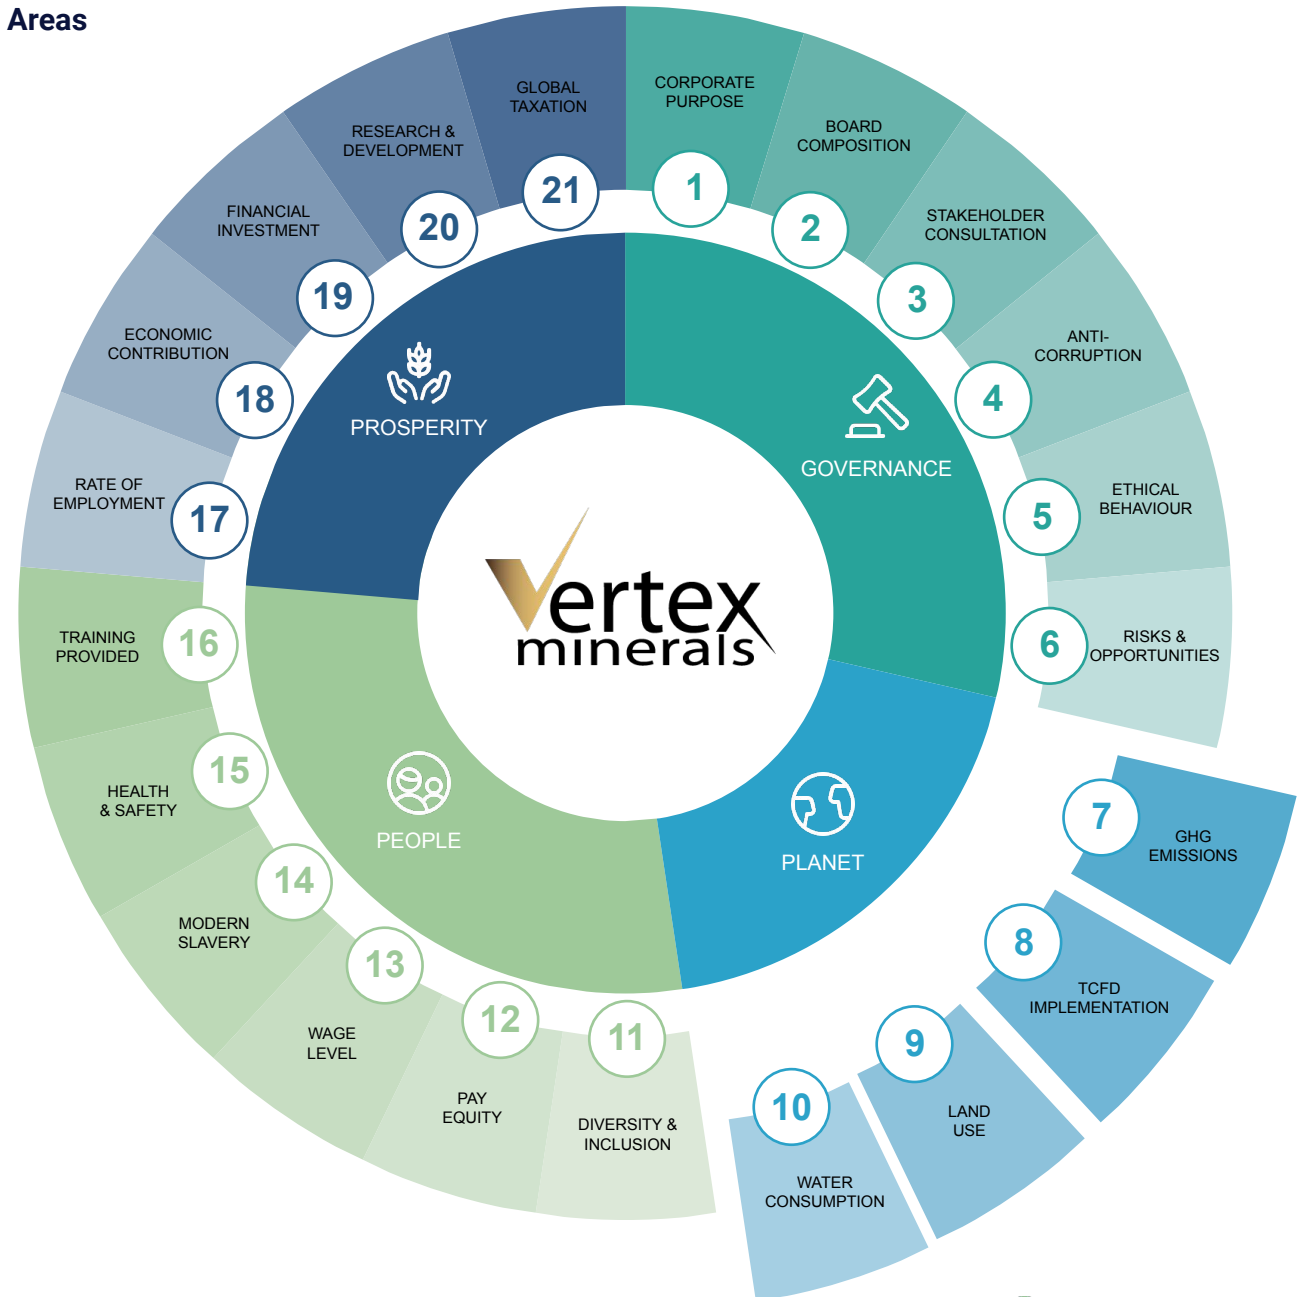 Areas
GLOBAL
TAXATION
21
CORPORATE
PURPOSE
1
BOARD
COMPOSITION
2
STAKEHOLDER
CONSULTATION
3
ANTI-
CORRUPTION
4
ETHICAL
BEHAVIOUR
5
RISKS &
OPPORTUNITIES
6
GHG
EMISSIONS
7
TCFD
IMPLEMENTATION
8
LAND
USE
9
WATER
CONSUMPTION
10
DIVERSITY &
INCLUSION
11
PAY
EQUITY
12
WAGE
LEVEL
13
MODERN
SLAVERY
14
HEALTH
& SAFETY
15
TRAINING
PROVIDED
16
RATE OF
EMPLOYMENT
17
ECONOMIC
CONTRIBUTION
18
FINANCIAL
INVESTMENT
19
RESEARCH &
DEVELOPMENT
20
PROSPERITY
GOVERNANCE
PLANET
PEOPLE
Vertex
minerals